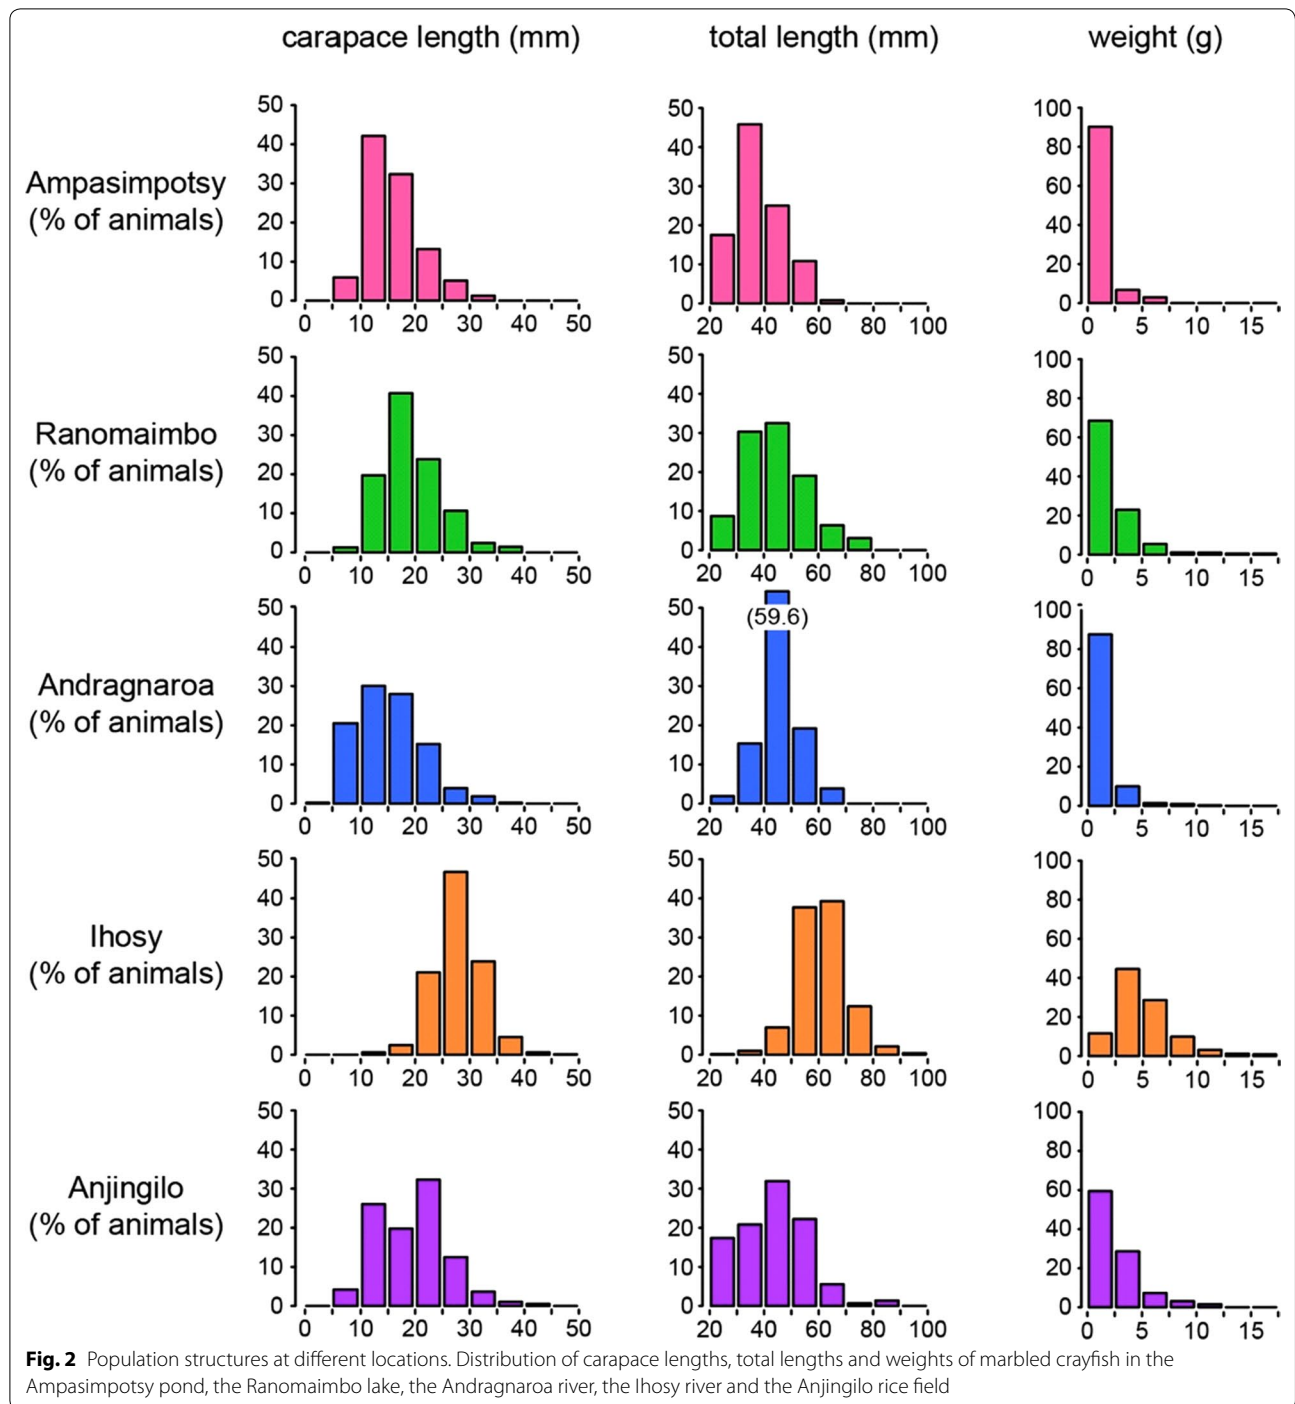 carapace length (mm) total length (mm) weight (g)
Ampasimpotsy
(% of animals)
50 40 30 20 10 0
0 10 20 30 40 50
50 40 30 20 10 0
20 40 60 80 100
100 80 60 40 20 0
0 5 10 15
Ranomaimbo
(% of animals)
50 40 30 20 10 0
0 10 20 30 40 50
50 40 30 20 10 0
20 40 60 80 100
100 80 60 40 20 0
0 5 10 15
Andragnaroa
(% of animals)
50 40 30 20 10 0
0 10 20 30 40 50
(59.6)
50 40 30 20 10 0
20 40 60 80 100
100 80 60 40 20 0
0 5 10 15
Ihosy
(% of animals)
50 40 30 20 10 0
0 10 20 30 40 50
50 40 30 20 10 0
20 40 60 80 100
100 80 60 40 20 0
0 5 10 15
Anjingilo
(% of animals)
50 40 30 20 10 0
0 10 20 30 40 50
50 40 30 20 10 0
20 40 60 80 100
100 80 60 40 20 0
0 5 10 15
Fig. 2 Population structures at different locations. Distribution of carapace lengths, total lengths and weights of marbled crayfish in the
Ampasimpotsy pond, the Ranomaimbo lake, the Andragnaroa river, the Ihosy river and the Anjingilo rice field